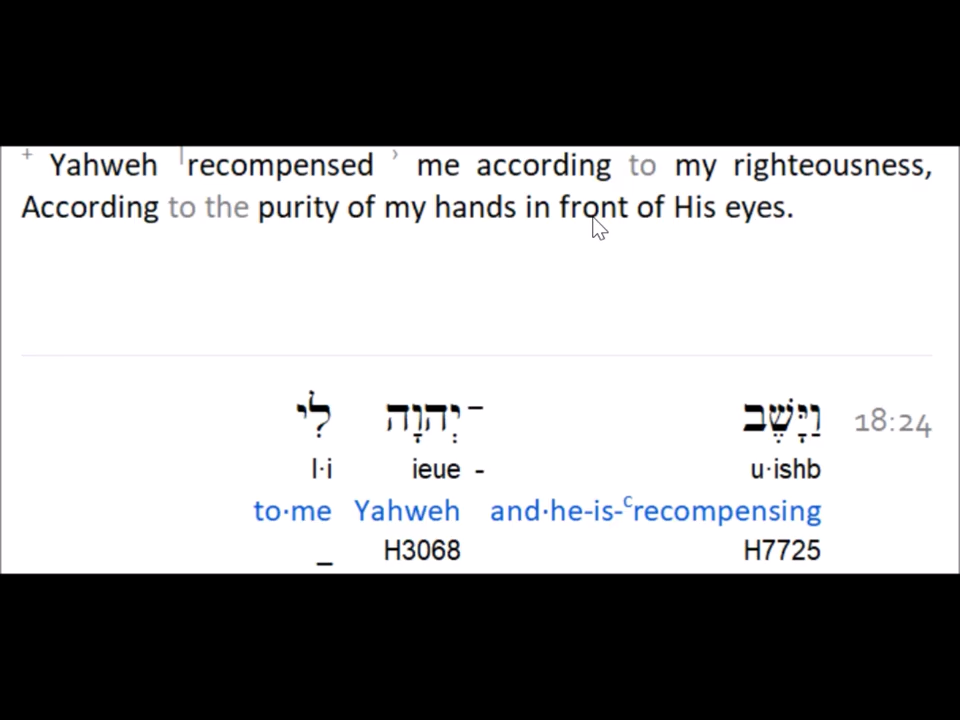 + Yahweh |recompensed › me according to my righteousness,
According to the purity of my hands in front of His eyes.
18:24 וַיָּשֶׁב ־ יְהוָה לִי
l·i ieue - u·ishb
to·me Yahweh and·he-is-ᶜrecompensing
_ H3068 H7725